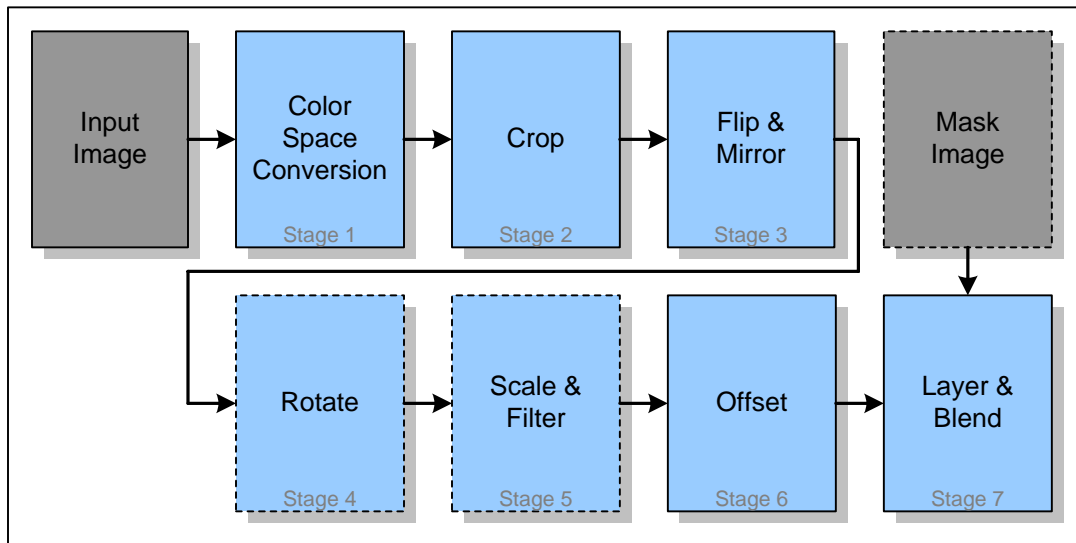 Input
Image
Color
Space
Conversion
Stage 1
Crop
Stage 2
Flip &
Mirror
Stage 3
Mask
Image
Rotate
Stage 4
Scale &
Filter
Stage 5
Offset
Stage 6
Layer &
Blend
Stage 7